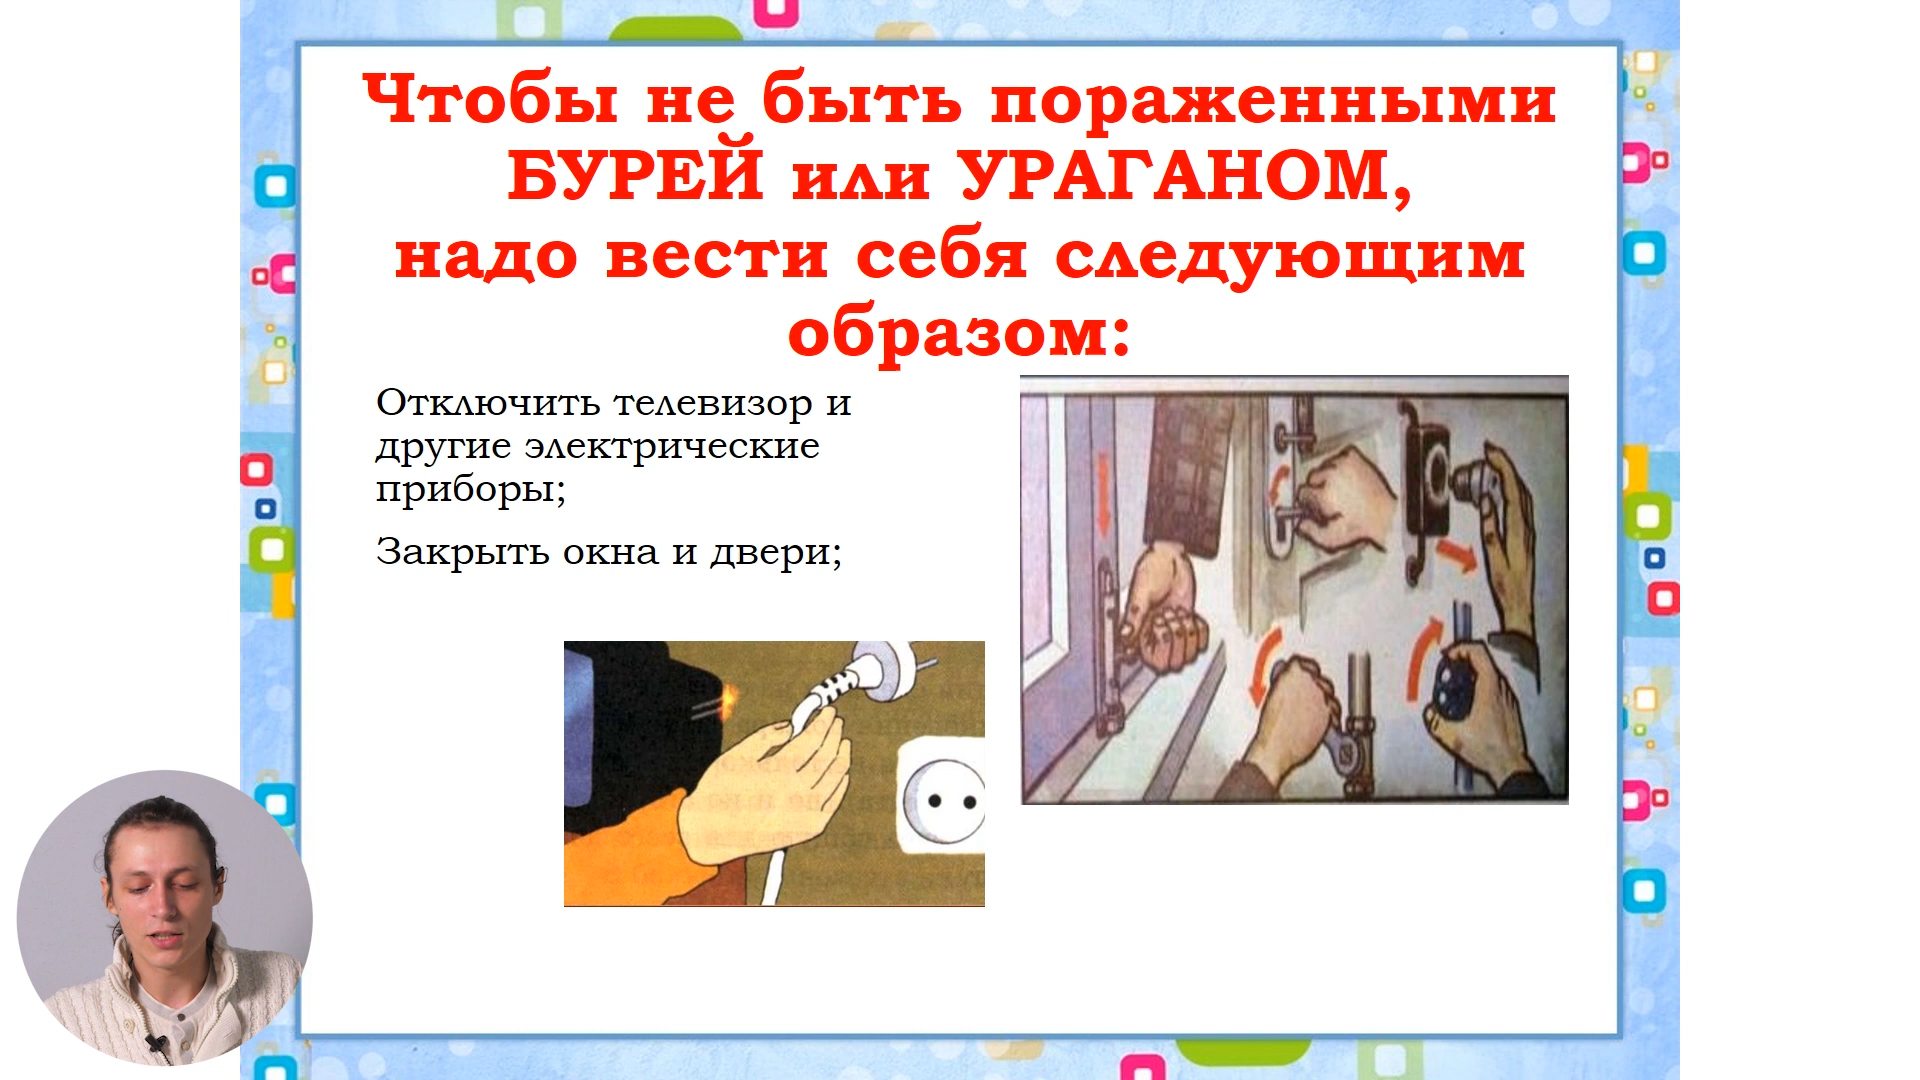 Чтобы не быть пораженными
БУРЕЙ или УРАГАНОМ,
надо вести себя следующим
образом:
Отключить телевизор и
другие электрические
приборы;
Закрыть окна и двери;